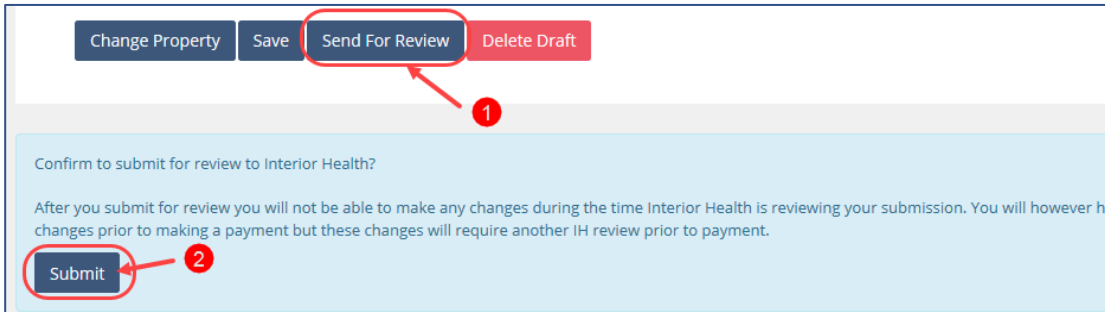 Change Property Save Send For Review Delete Draft
1
Confirm to submit for review to Interior Health?
After you submit for review you will not be able to make any changes during the time Interior Health is reviewing your submission. You will however
changes prior to making a payment but these changes will require another IH review prior to payment.
2
Submit